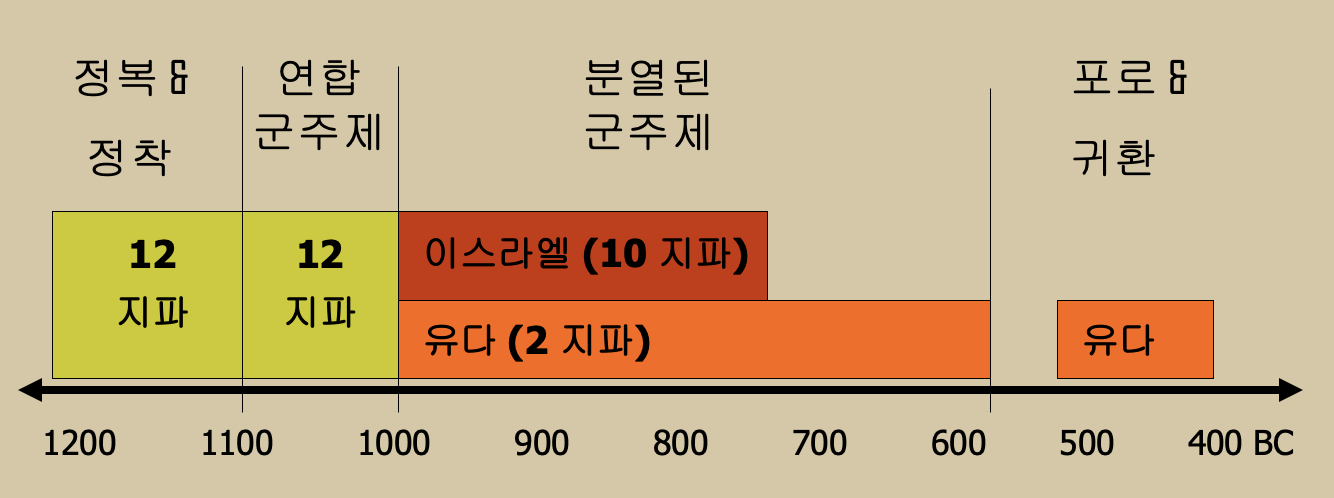 정복 &
정착
연합
군주제
분열된
군주제
포로 &
귀환
12
지파
12
지파
이스라엘 (10 지파)
유다 (2 지파)
유다
1200 1100 1000 900 800 700 600 500 400 BC